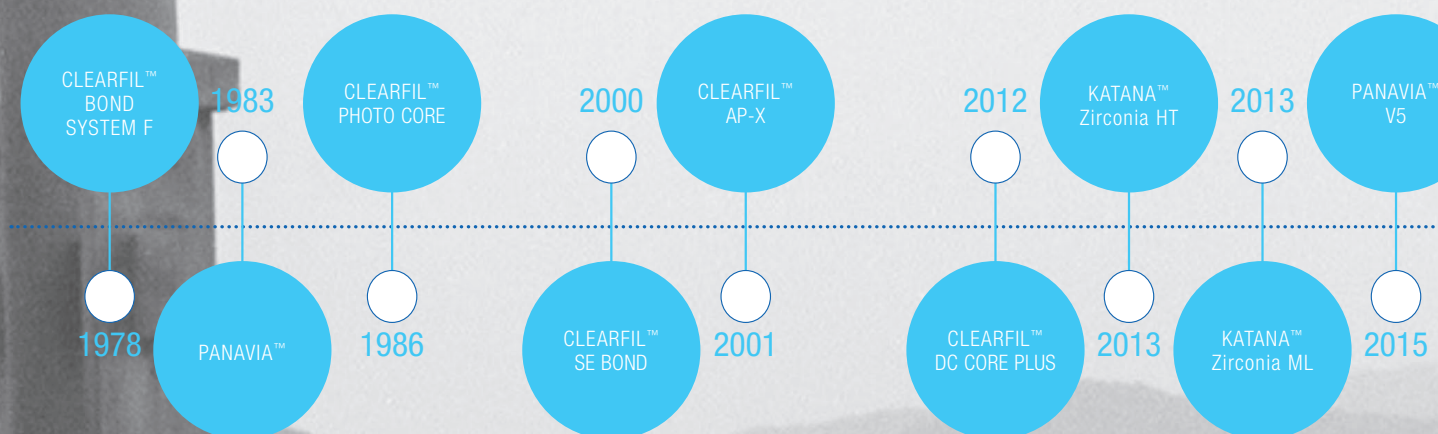 CLEARFIL™
BOND
SYSTEM F
1978
1983
PANAVIA™
CLEARFIL™
PHOTO CORE
1986
2000
CLEARFIL™
SE BOND
CLEARFIL™
AP-X
2001
2012
CLEARFIL™
DC CORE PLUS
KATANA™
Zirconia HT
2013
2013
KATANA™
Zirconia ML
PANAVIA™
V5
2015